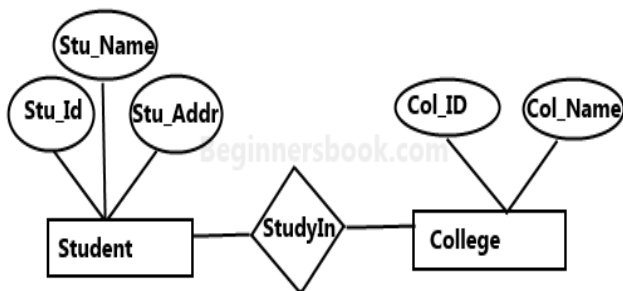 Stu_Name
Stu_Id
Stu_Addr
Col_ID
Col_Name
Beginnersbook.com
Student
StudyIn
College